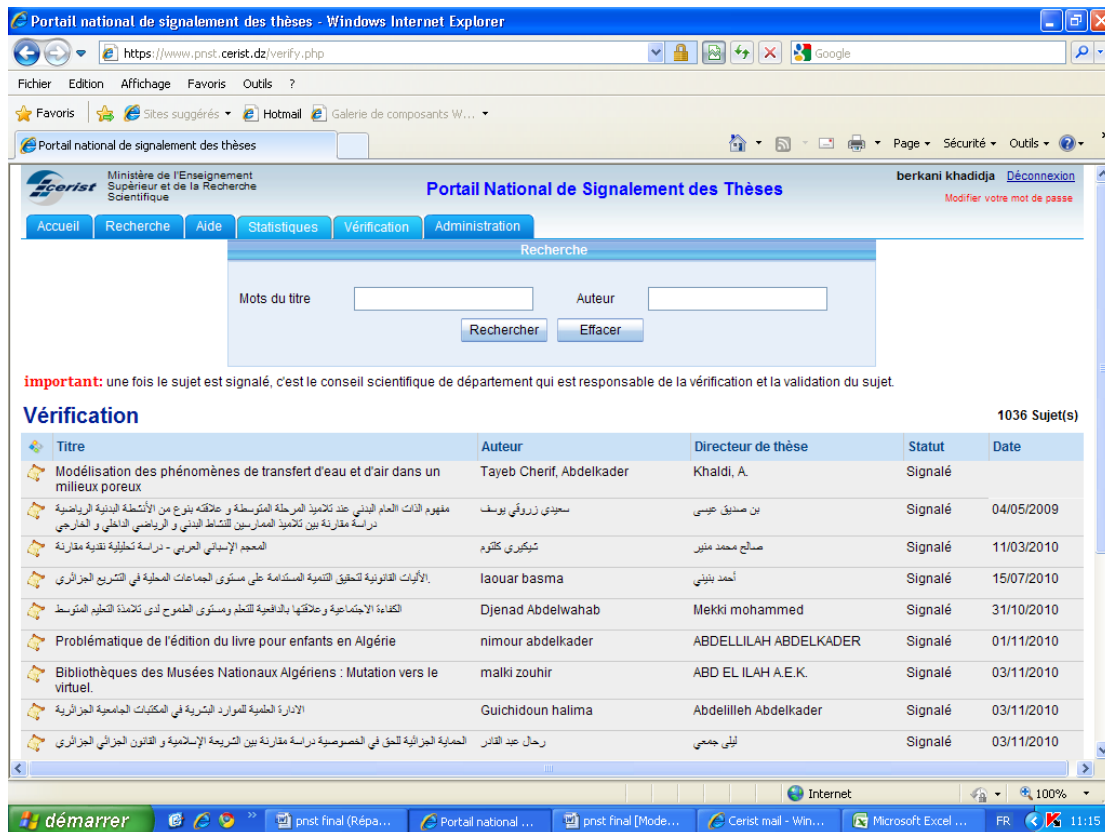 Portail national de signalement des thèses - Windows Internet Explorer
https://www.pnst.cerist.dz/verify.php
Google
Fichier Edition Affichage Favoris Outils ?
Favoris Sites suggérés Hotmail Galerie de composants W...
Portail national de signalement des thèses
Page Sécurité Outils
cerist
Ministère de l'Enseignement
Supèrieur et de la Recherche
Scientifique
Portail National de Signalement des Thèses
berkani khadidja Déconnexion
Modifier votre mot de passe
Accueil Recherche Aide Statistiques Vérification Administration
Recherche
Mots du titre Auteur
Rechercher Effacer
important: une fois le sujet est signalé, c'est le conseil scientifique de département qui est responsable de la vérification et la validation du sujet.
Vérification 1036 Sujet(s)
Titre Auteur Directeur de thèse Statut Date
Modélisation des phénomènes de transfert d'eau et d'air dans un Tayeb Cherif, Abdelkader Khaldi, A. Signalé
milieux poreux
مفهوم الذات العام البدني عند تلاميذ المرحلة المتوسطة و علاقته بنوع من الأنشطة البدنية الرياضية سعيدي زروقي يوسف بن صديق عيسى Signalé 04/05/2009
دراسة مقارنة بين تلاميذ الممارسين للنشاط البدني و الرياضي الداخلي و الخارجي
المعجم الإسباني العربي - دراسة تحليلية نقدية مقارنة شيكيري كلثوم صالح محمد منير Signalé 11/03/2010
الأليات القانونية لتحقيق التنمية المستدامة على مستوى الجماعات المحلية في التشريع الجزائري. laouar basma أحمد بنيني Signalé 15/07/2010
الكفاءة الاجتماعية وعلاقتها بالدافعية للتعلم ومستوى الطموح لدى تلامذة التعليم المتوسط Djenad Abdelwahab Mekki mohammed Signalé 31/10/2010
Problématique de l'édition du livre pour enfants en Algérie nimour abdelkader ABDELLILAH ABDELKADER Signalé 01/11/2010
Bibliothèques des Musées Nationaux Algériens : Mutation vers le malki zouhir ABD EL ILAH A.E.K. Signalé 03/11/2010
virtuel.
الادارة العلمية للموارد البشرية في المكتبات الجامعية الجزائرية Guichidoun halima Abdelilleh Abdelkader Signalé 03/11/2010
الحماية الجزائية للحق في الخصوصية دراسة مقارنة بين الشريعة الإسلامية و القانون الجزائي الجزائري رحال عبد القادر ليلى جمعي Signalé 03/11/2010
Internet 100%
démarrer pnst final (Répa... Portail national ... pnst final [Mode... Cerist mail - Win... Microsoft Excel ... FR 11:15